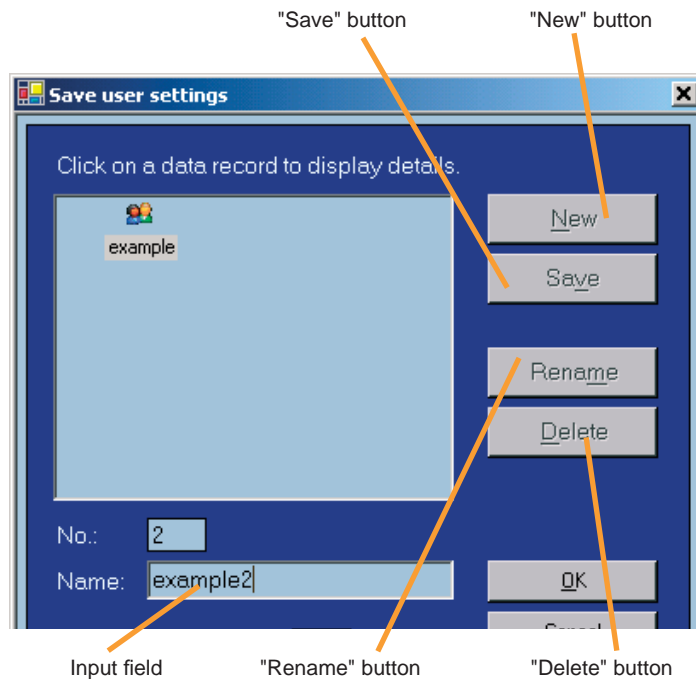 "Save" button "New" button
Save user settings
Click on a data record to display details.
example
New
Save
Rename
Delete
No.: 2
Name: example2
OK
Cancel
Input field "Rename" button "Delete" button